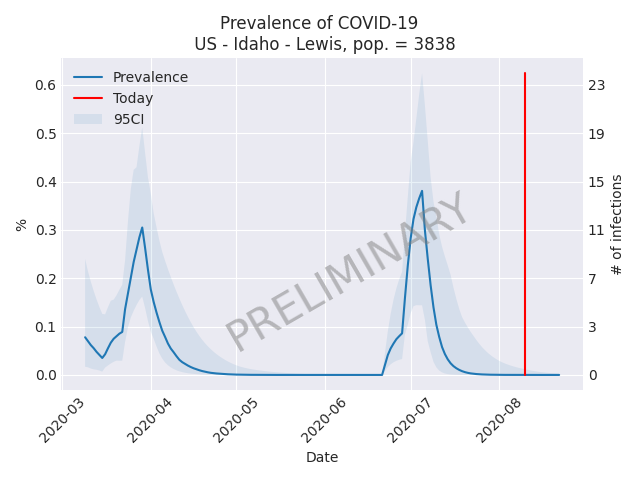 Prevalence of COVID-19
US - Idaho - Lewis, pop. = 3838
Prevalence
Today
95CI
0.6
0.5
0.4
0.3
0.2
0.1
0.0
%
23
19
15
11
7
3
0
# of infections
PRELIMINARY
2020-03
2020-04
2020-05
2020-06
2020-07
2020-08
Date